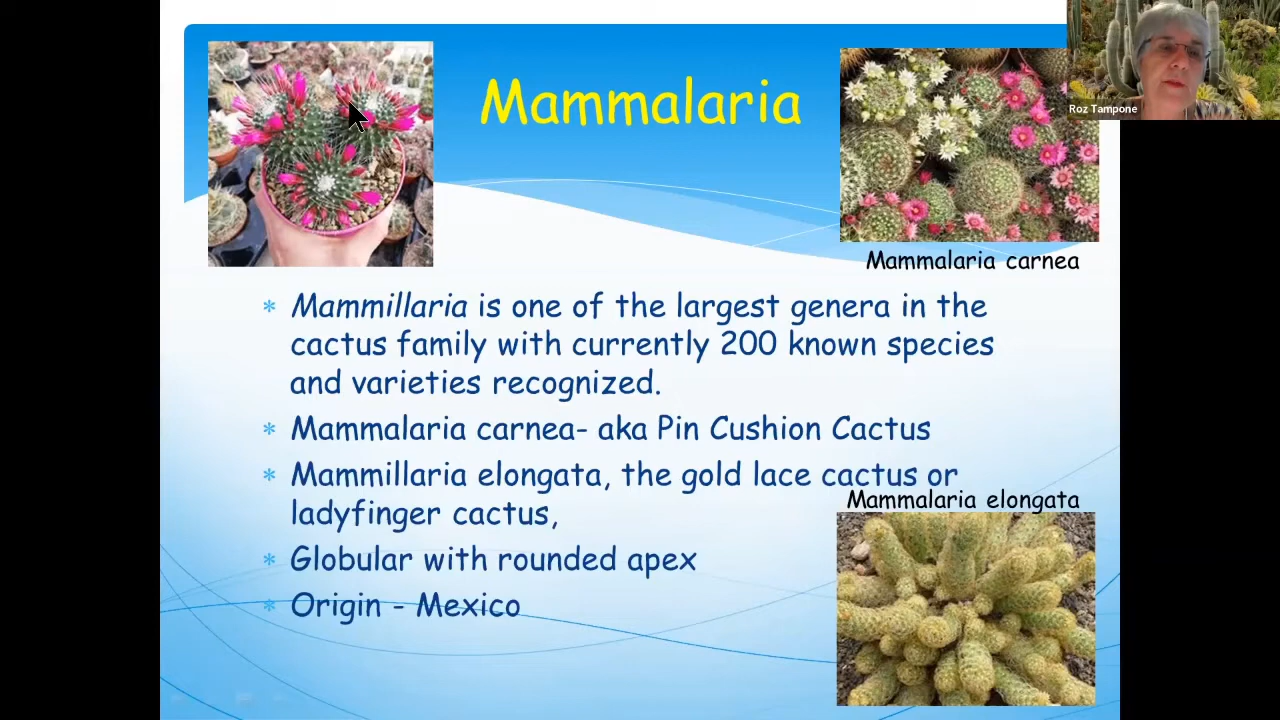 Mammalaria
Roz Tampone
Mammalaria carnea
Mammillaria is one of the largest genera in the
cactus family with currently 200 known species
and varieties recognized.
Mammalaria carnea- aka Pin Cushion Cactus
Mammillaria elongata, the gold lace cactus or
ladyfinger cactus,
Mammalaria elongata
Globular with rounded apex
Origin - Mexico